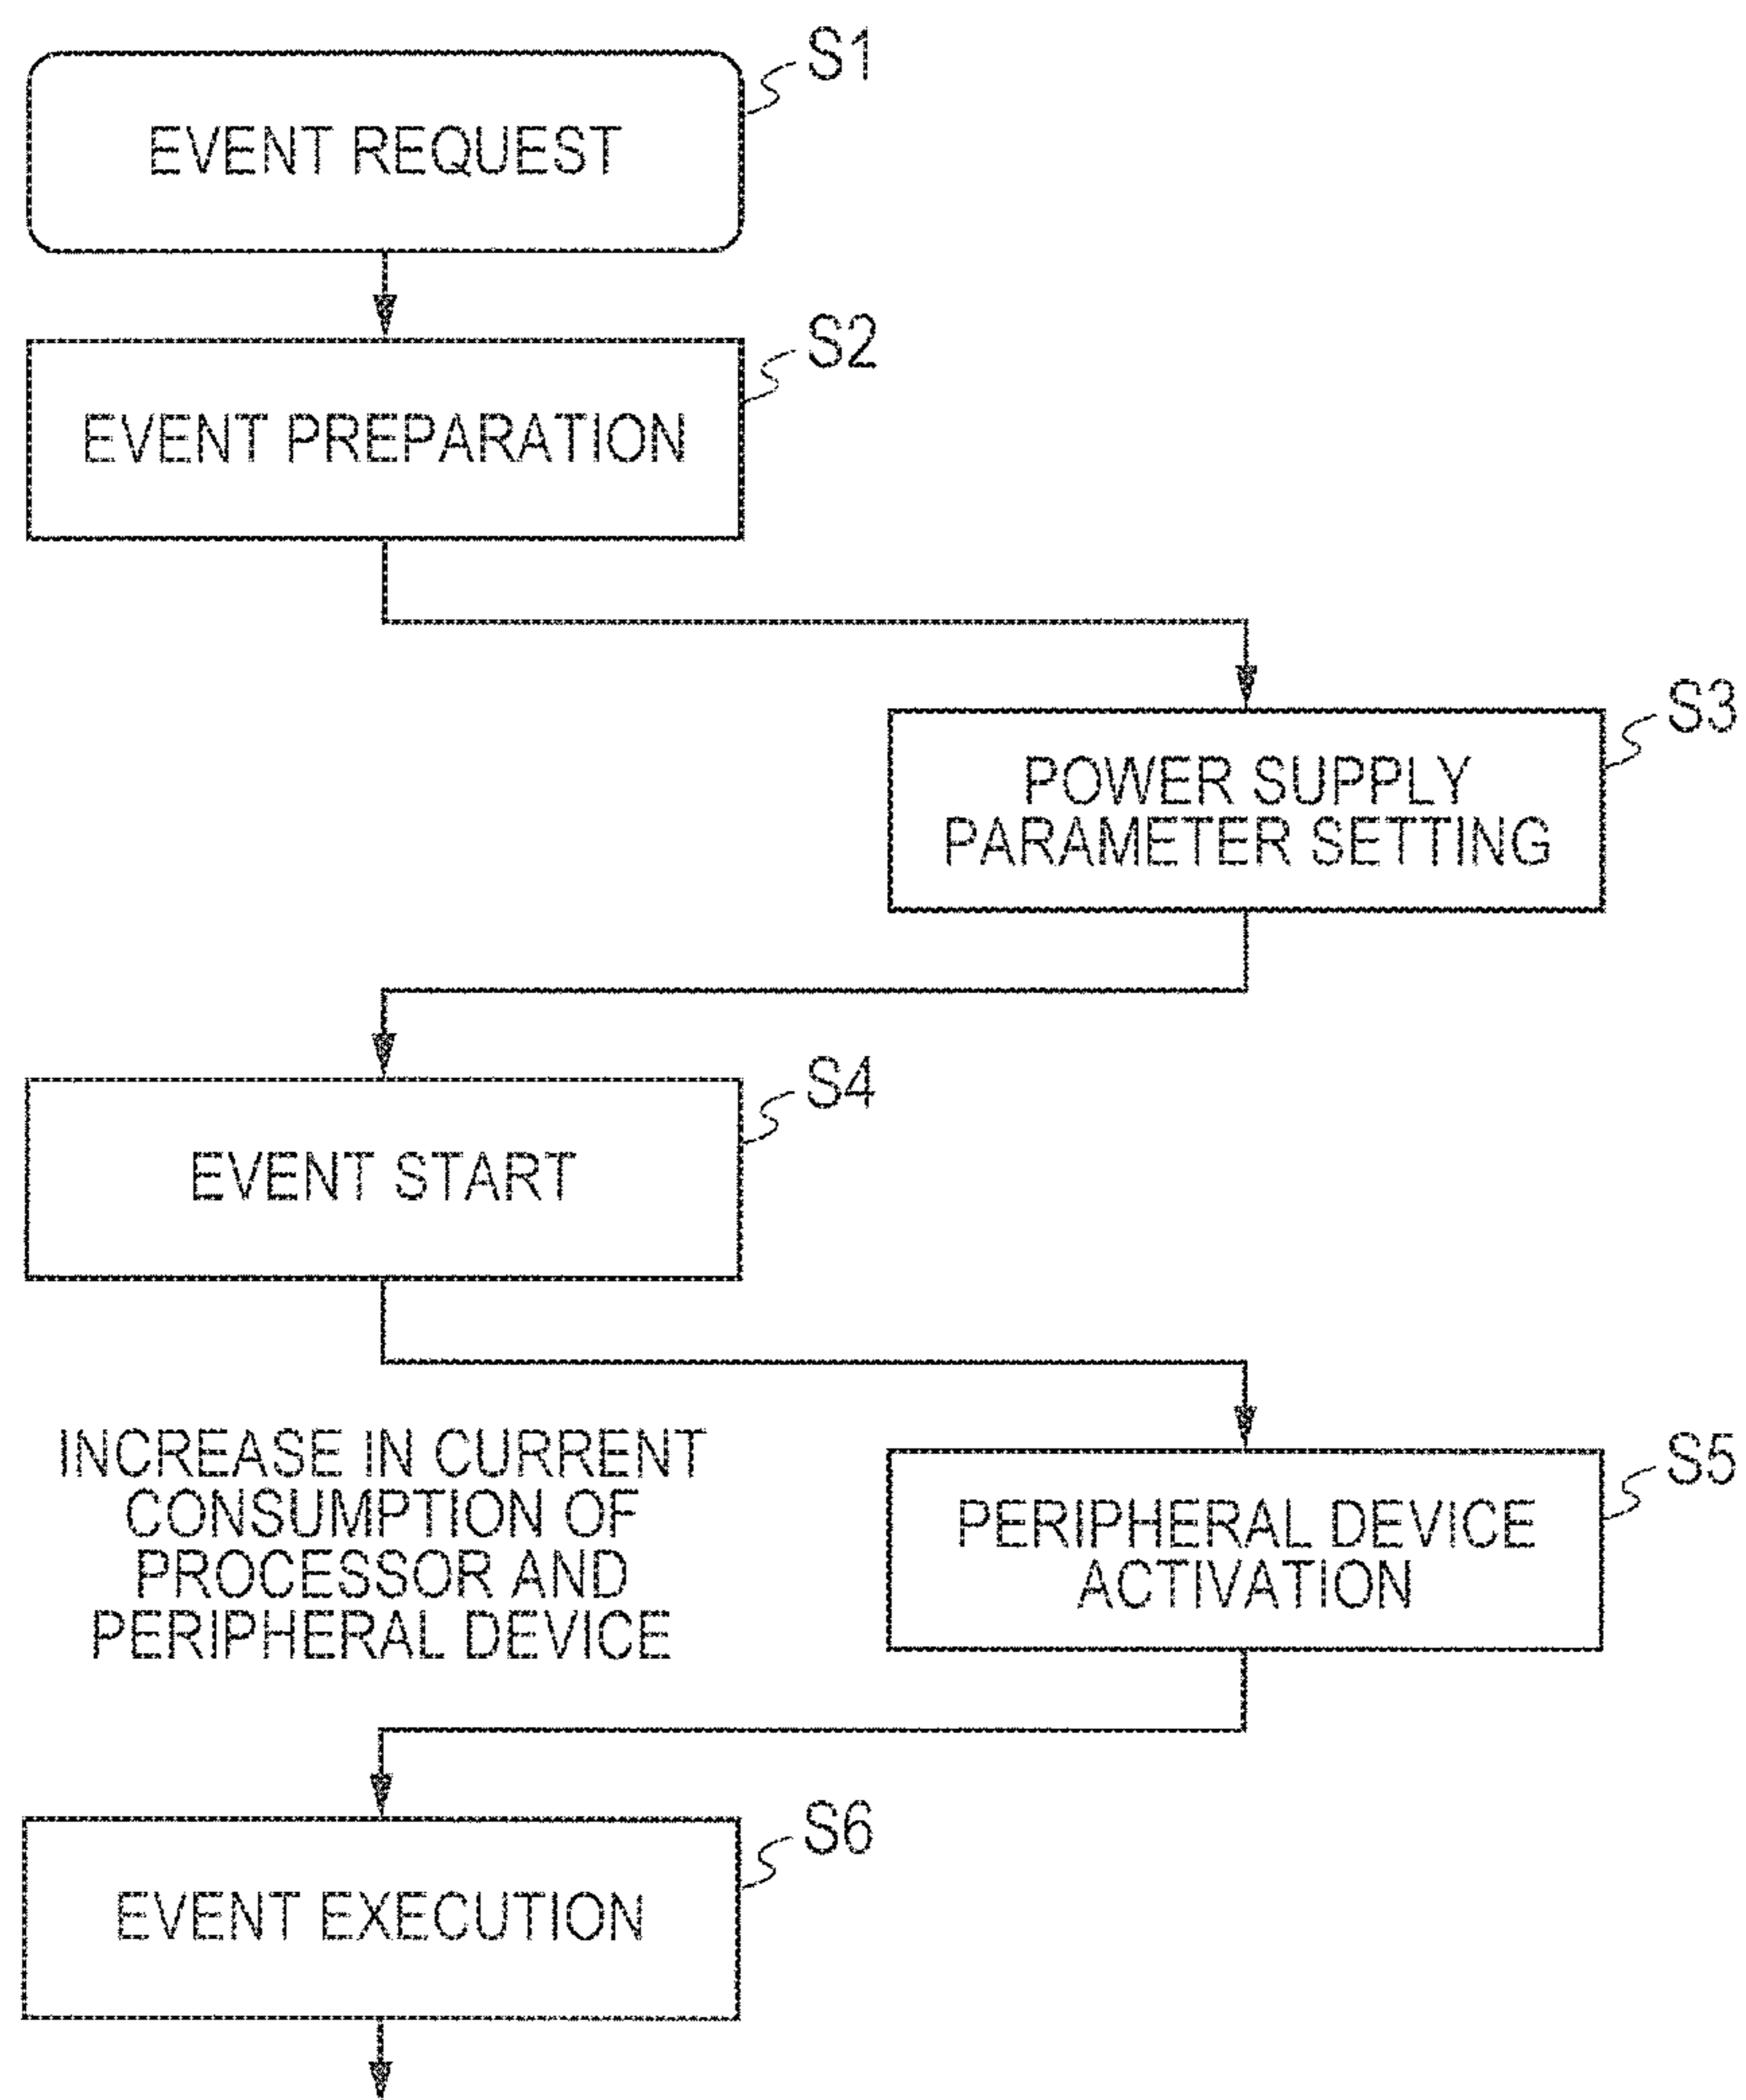 S1
EVENT REQUEST
S2
EVENT PREPARATION
S3
POWER SUPPLY
PARAMETER SETTING
S4
EVENT START
INCREASE IN CURRENT
CONSUMPTION OF
PROCESSOR AND
PERIPHERAL DEVICE
S5
PERIPHERAL DEVICE
ACTIVATION
S6
EVENT EXECUTION